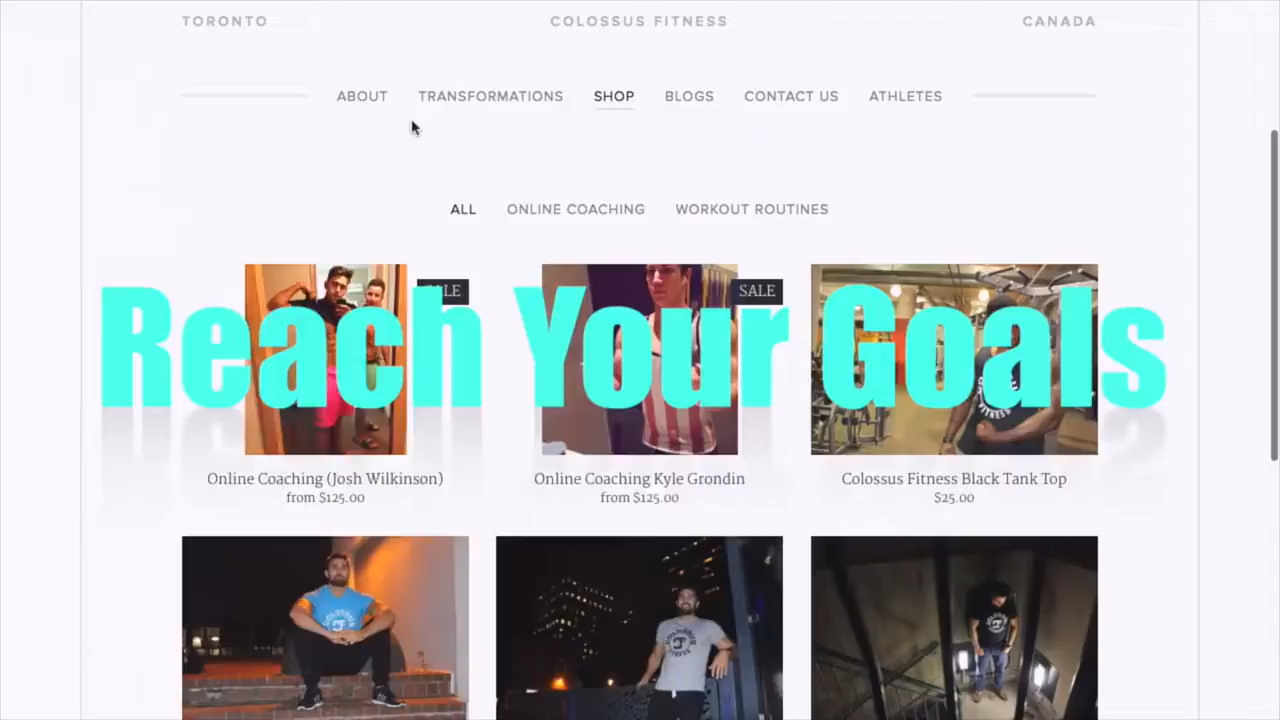 TORONTO COLOSSUS FITNESS CANADA
ABOUT TRANSFORMATIONS SHOP BLOGS CONTACT US ATHLETES
ALL ONLINE COACHING WORKOUT ROUTINES
SALE
Reach Your Goals
Online Coaching (Josh Wilkinson)
from $125.00
Online Coaching Kyle Grondin
from $125.00
Colossus Fitness Black Tank Top
$25.00